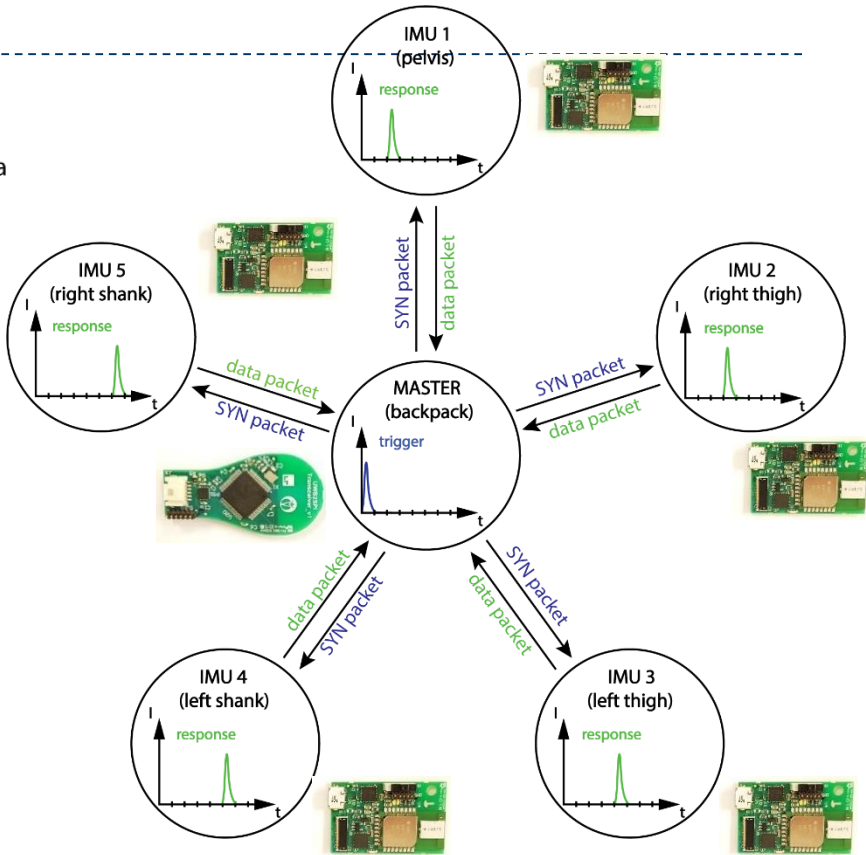 IMU 1
(pelvis)
I
response
t
a
IMU 5
(right shank)
I
response
t
IMU 2
(right thigh)
I
response
t
SYN packet
data packet
data packet
SYN packet
SYN packet
data packet
MASTER
(backpack)
I
trigger
t
data packet
SYN packet
SYN packet
data packet
IMU 4
(left shank)
I
response
t
IMU 3
(left thigh)
I
response
t